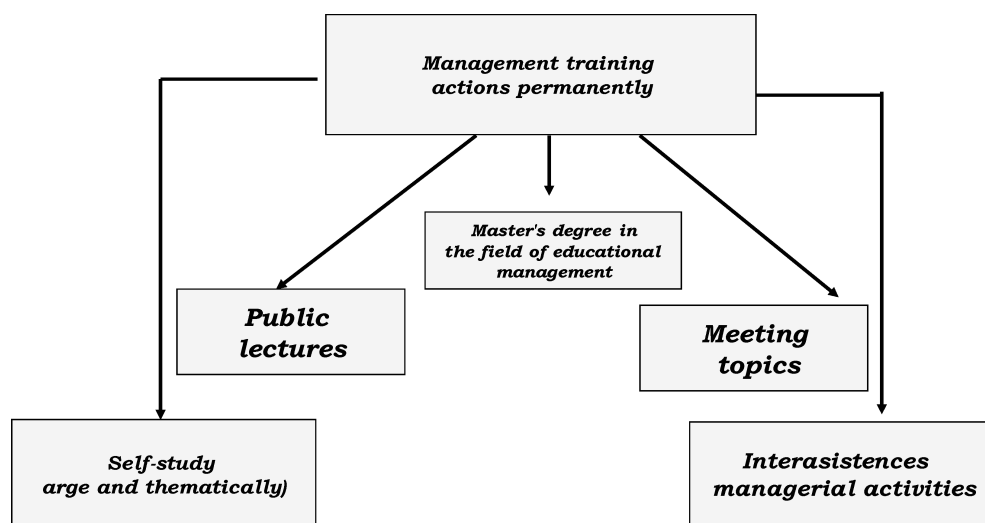 Management training
actions permanently
Master's degree in
the field of educational
management
Public
lectures
Meeting
topics
Self-study
arge and thematically)
Interasistences
managerial activities